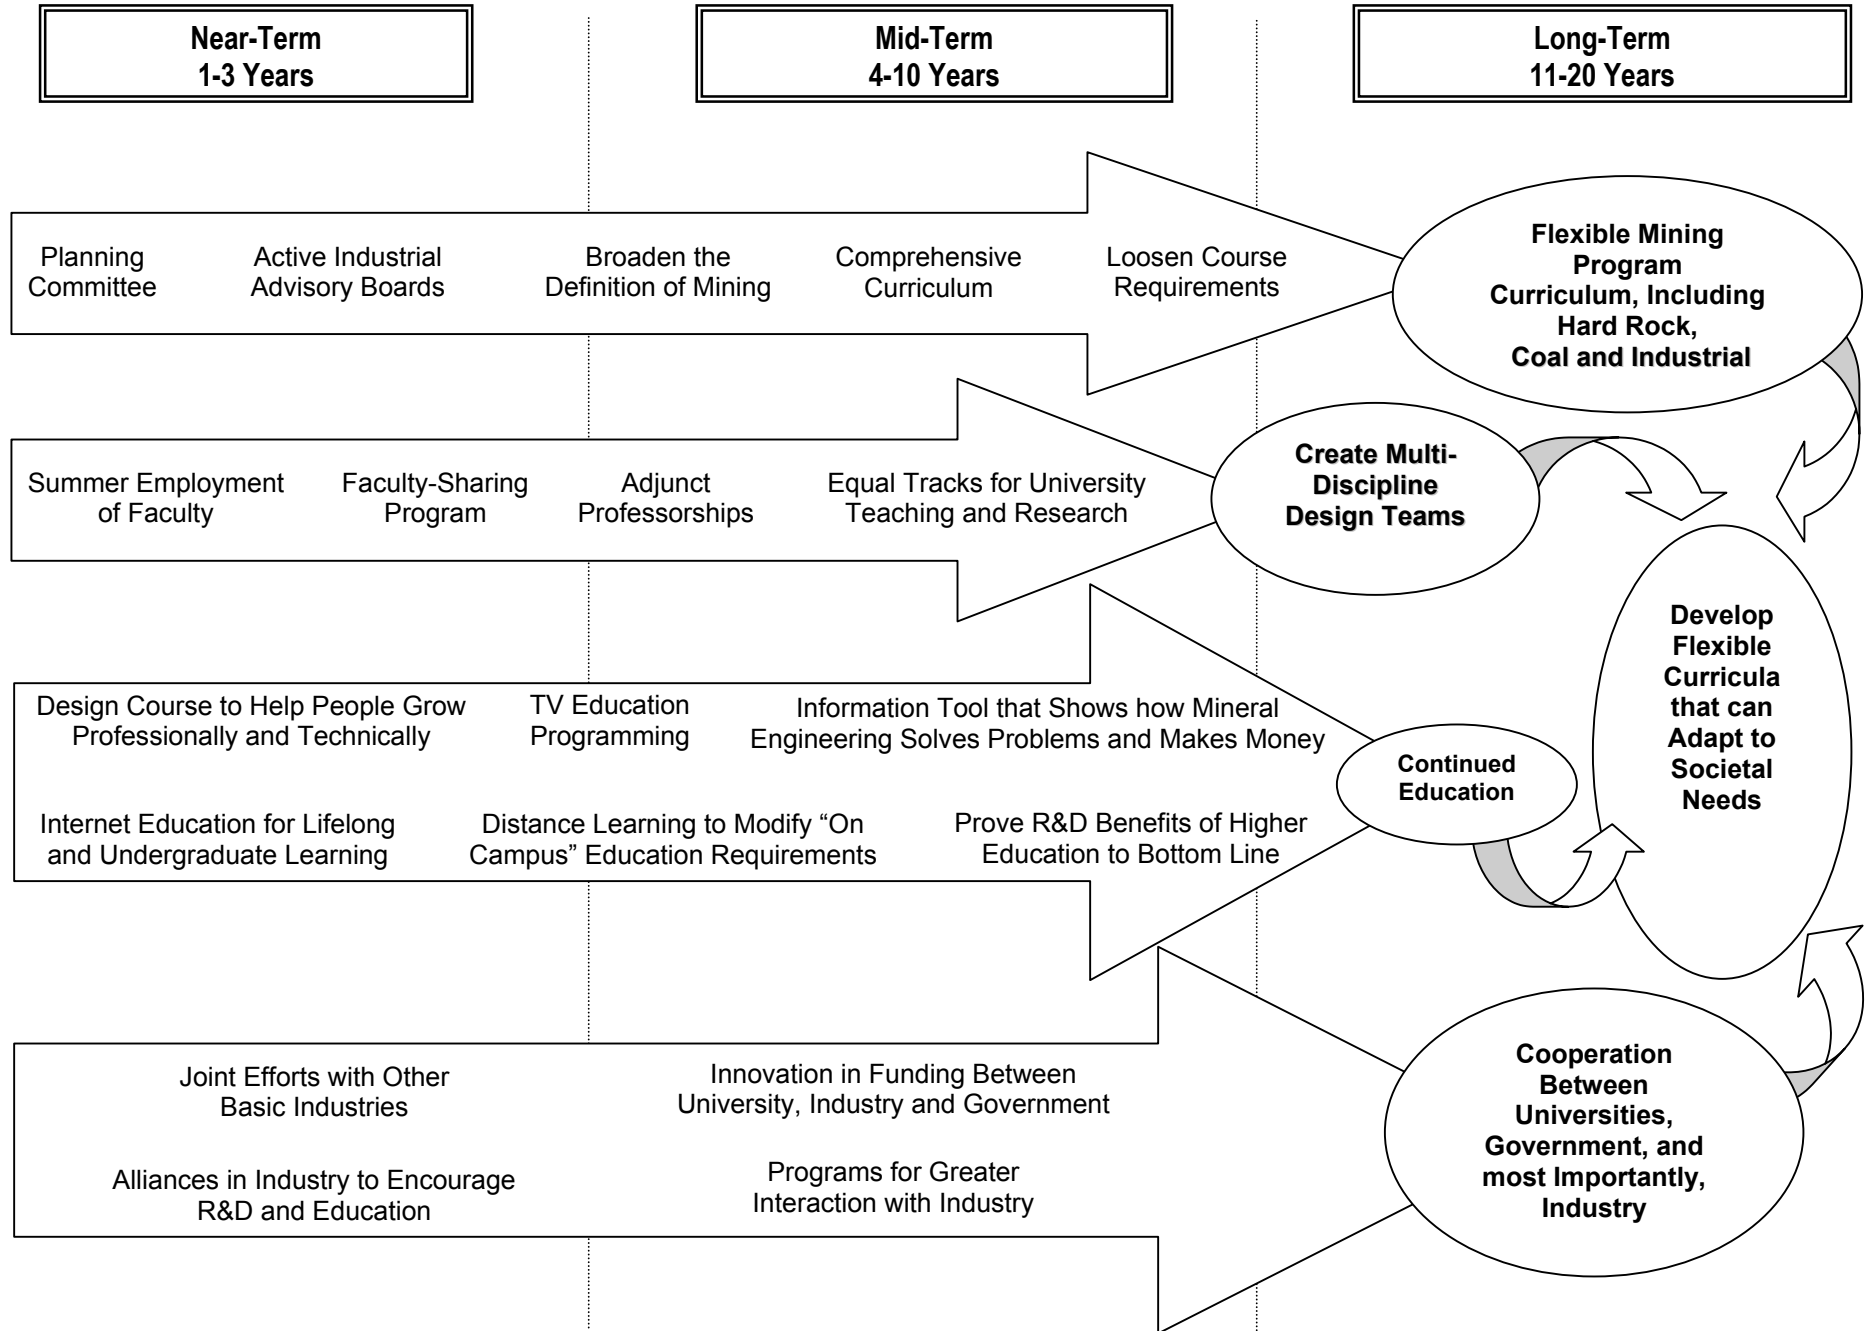 Near-Term
1-3 Years
Mid-Term
4-10 Years
Long-Term
11-20 Years
Planning
Committee
Active Industrial
Advisory Boards
Broaden the
Definition of Mining
Comprehensive
Curriculum
Loosen Course
Requirements
Flexible Mining
Program
Curriculum, Including
Hard Rock,
Coal and Industrial
Summer Employment
of Faculty
Faculty-Sharing
Program
Adjunct
Professorships
Equal Tracks for University
Teaching and Research
Create Multi-
Discipline
Design Teams
Design Course to Help People Grow
Professionally and Technically
TV Education
Programming
Information Tool that Shows how Mineral
Engineering Solves Problems and Makes Money
Internet Education for Lifelong
and Undergraduate Learning
Distance Learning to Modify “On
Campus” Education Requirements
Prove R&D Benefits of Higher
Education to Bottom Line
Continued
Education
Develop
Flexible
Curricula
that can
Adapt to
Societal
Needs
Joint Efforts with Other
Basic Industries
Innovation in Funding Between
University, Industry and Government
Alliances in Industry to Encourage
R&D and Education
Programs for Greater
Interaction with Industry
Cooperation
Between
Universities,
Government, and
most Importantly,
Industry